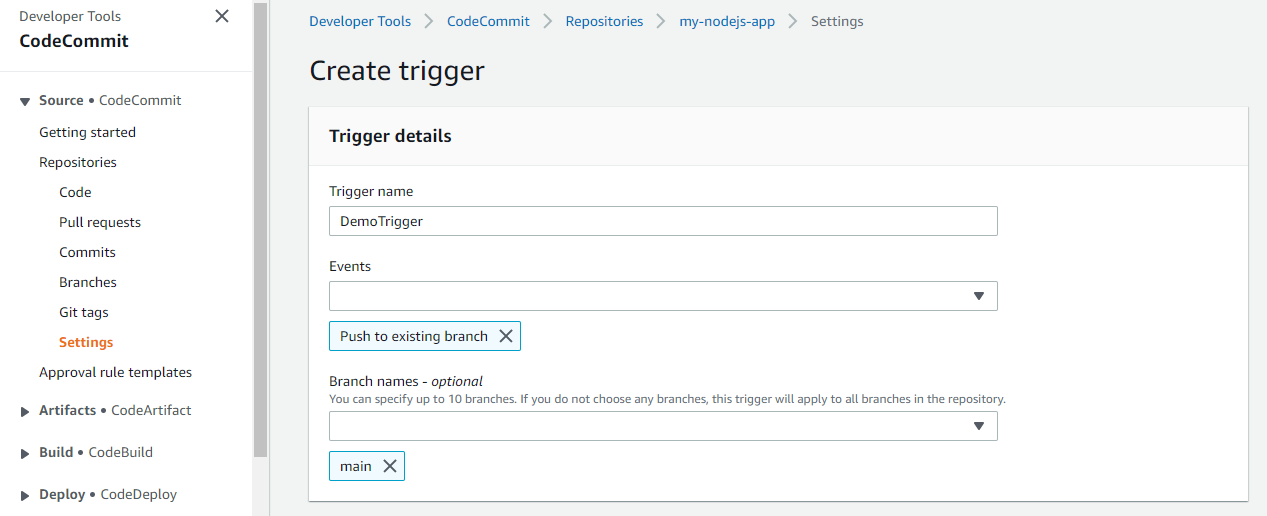 Developer Tools
CodeCommit
Source • CodeCommit
Getting started
Repositories
Code
Pull requests
Commits
Branches
Git tags
Settings
Approval rule templates
Artifacts • CodeArtifact
Build • CodeBuild
Deploy • CodeDeploy
Developer Tools > CodeCommit > Repositories > my-nodejs-app > Settings
Create trigger
Trigger details
Trigger name
DemoTrigger
Events
Push to existing branch
Branch names - optional
You can specify up to 10 branches. If you do not choose any branches, this trigger will apply to all branches in the repository.
main